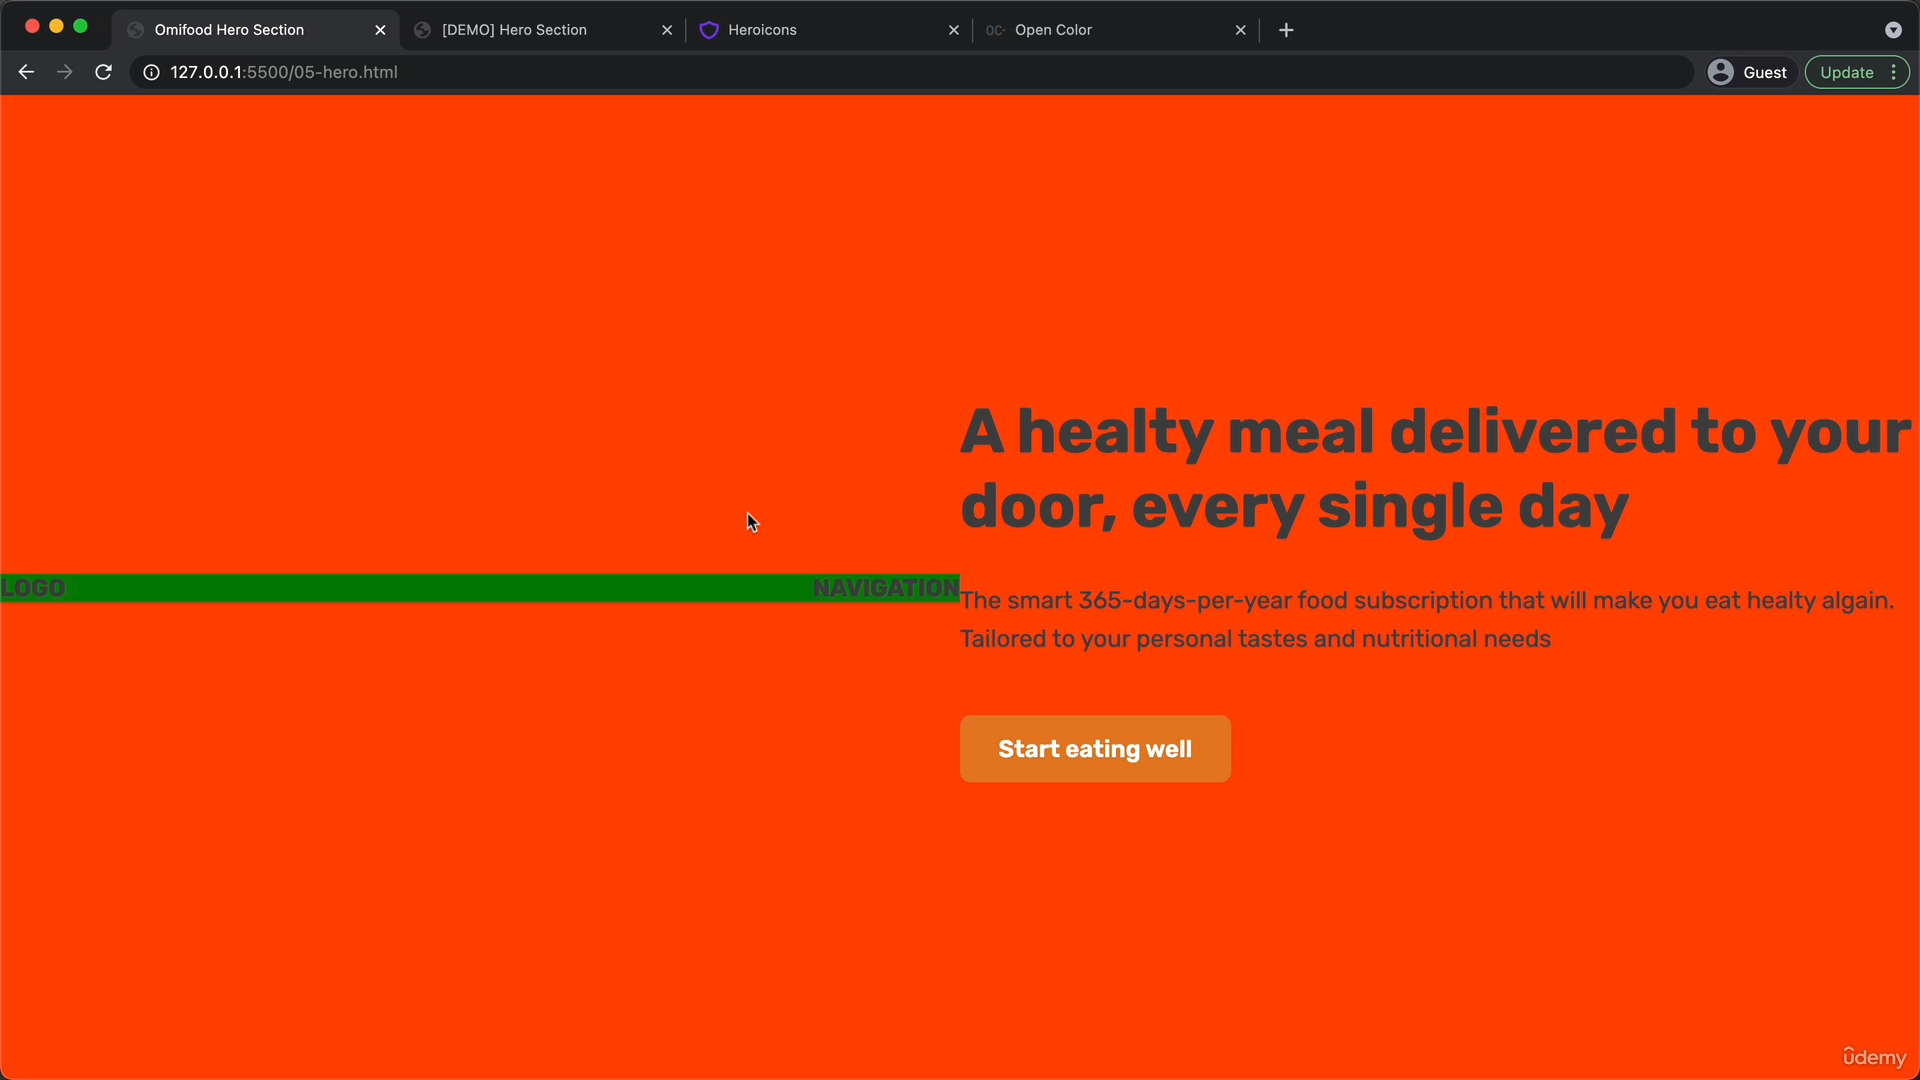 Omifood Hero Section
[DEMO] Hero Section
Heroicons
OC- Open Color
127.0.0.1:5500/05-hero.html
Guest
Update
A healty meal delivered to your
door, every single day
LOGO
NAVIGATION
The smart 365-days-per-year food subscription that will make you eat healty algain.
Tailored to your personal tastes and nutritional needs
Start eating well
ûdemy